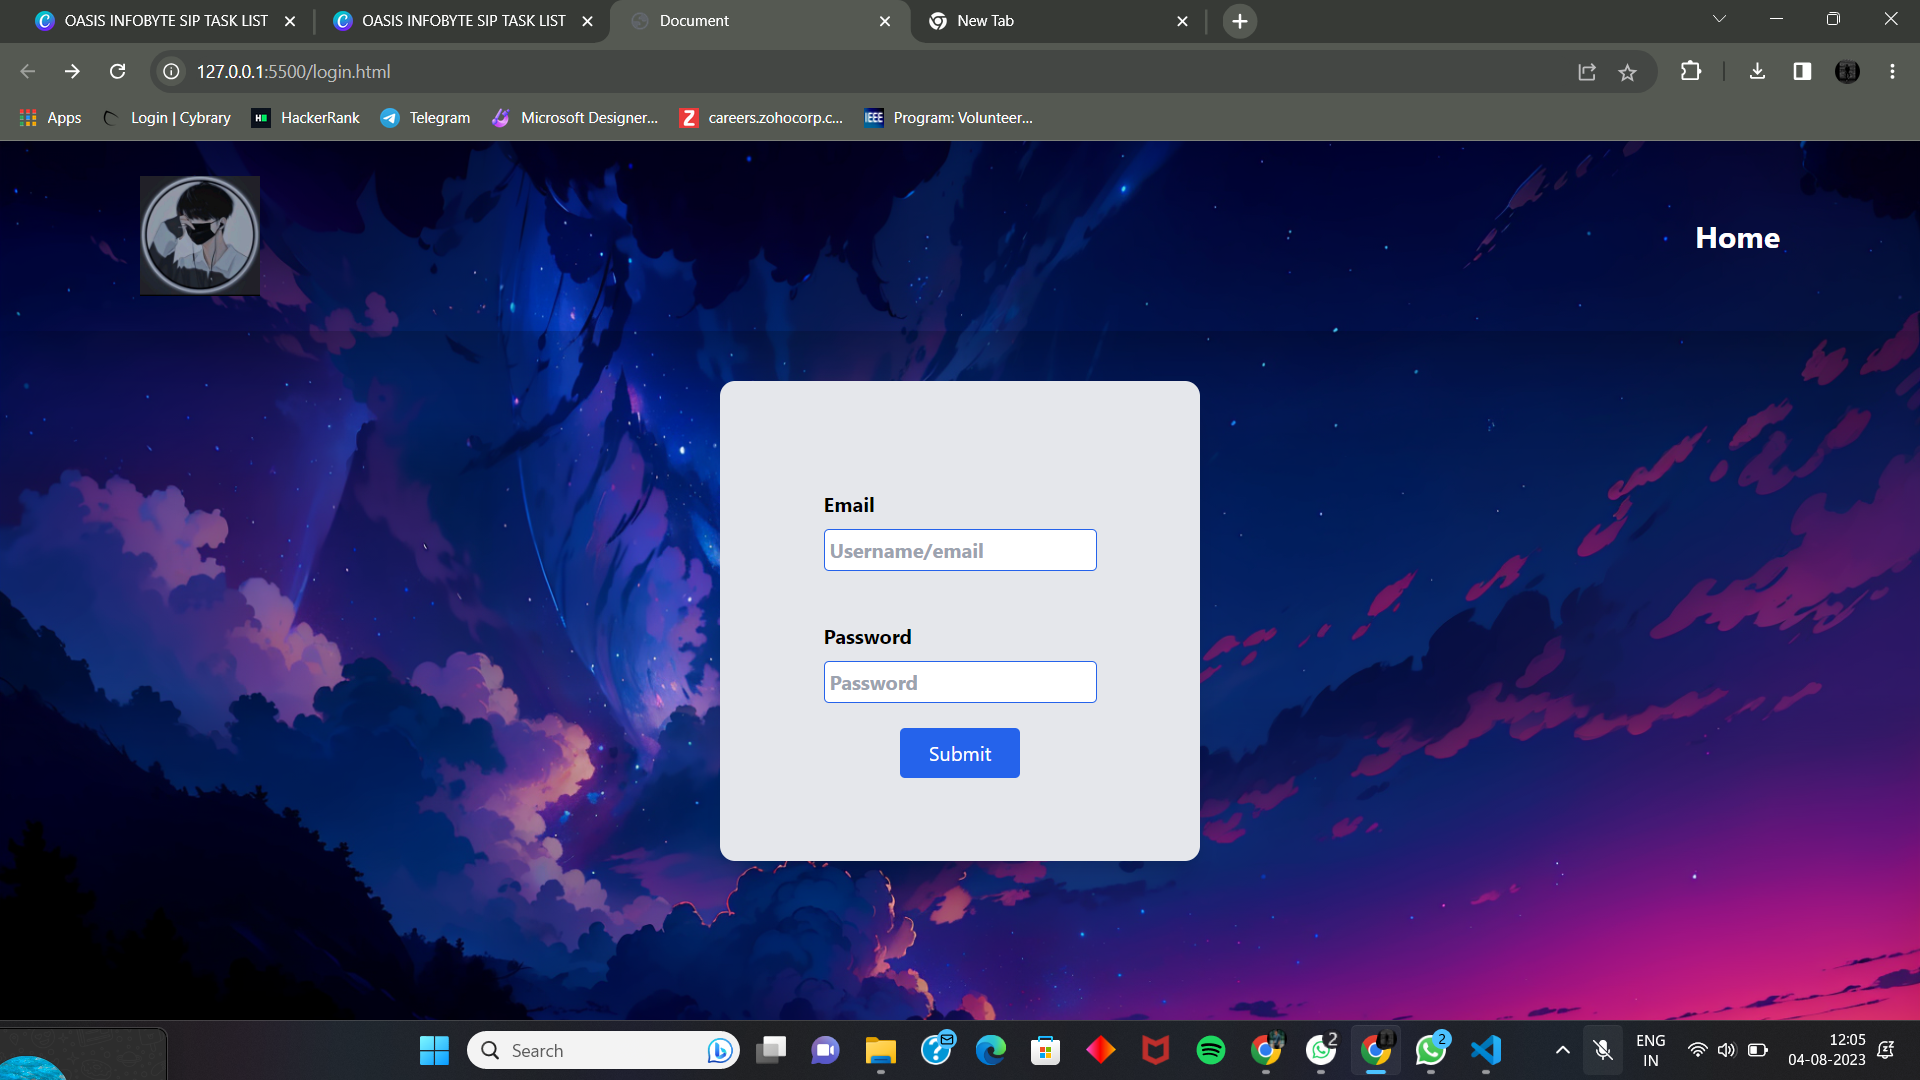 OASIS INFOBYTE SIP TASK LIST
OASIS INFOBYTE SIP TASK LIST
Document
New Tab
127.0.0.1:5500/login.html
Apps
Login | Cybrary
HackerRank
Telegram
Microsoft Designer...
careers.zohocorp.c...
IEEE
Program: Volunteer...
Home
Email
Username/email
Password
Password
Submit
Search
2
2
ENG
IN
12:05
04-08-2023